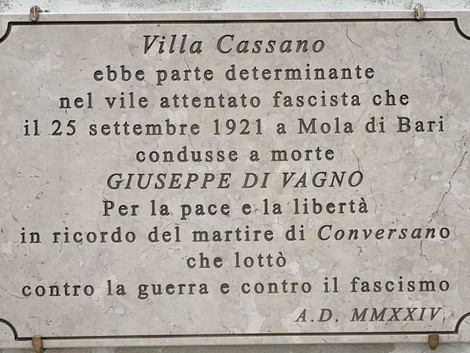 Villa Cassano
ebbe parte determinante
nel vile attentato fascista che
il 25 settembre 1921 a Mola di Bari
condusse a morte
GIUSEPPE DI VAGNO
Per la pace e la libertà
in ricordo del martire di Conversano
che lottò
contro la guerra e contro il fascismo
A.D. MMXXIV